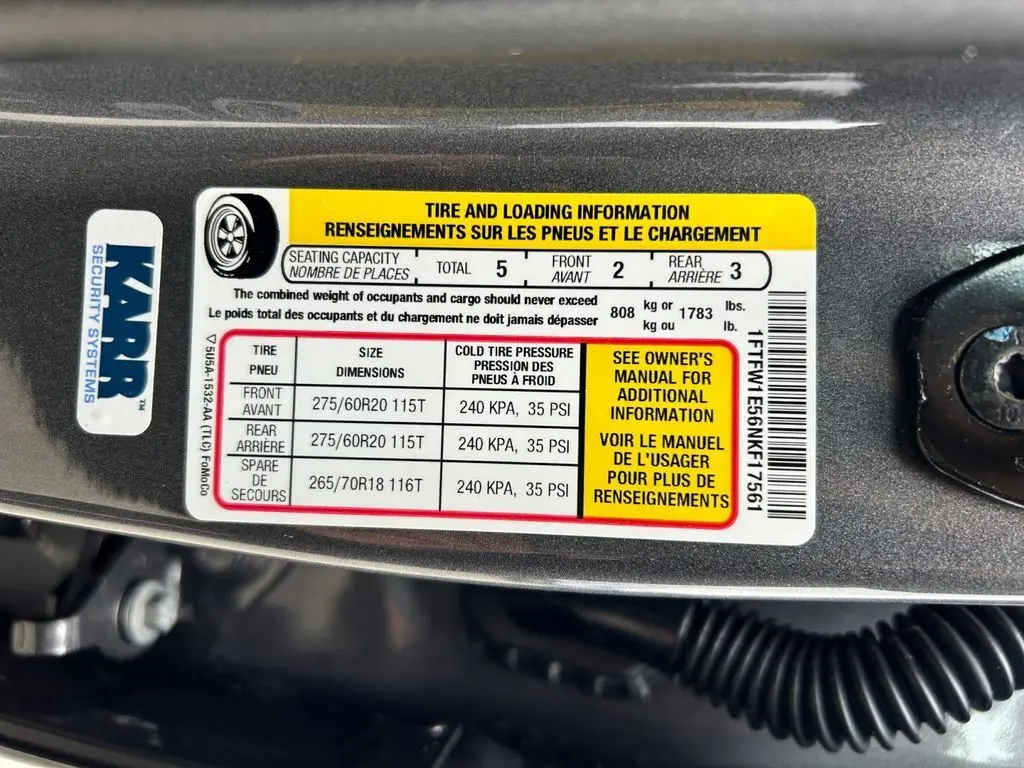 TIRE AND LOADING INFORMATION
RENSEIGNEMENTS SUR LES PNEUS ET LE CHARGEMENT
SEATING CAPACITY TOTAL 5 FRONT 2 REAR 3
NOMBRE DE PLACES AVANT ARRIÈRE
The combined weight of occupants and cargo should never exceed 808 kg or 1783 lbs.
Le poids total des occupants et du chargement ne doit jamais dépasser kg ou lb.
TIRE SIZE COLD TIRE PRESSURE
PNEU DIMENSIONS PRESSION DES
PNEUS À FROID
FRONT
AVANT 275/60R20 115T 240 KPA, 35 PSI
REAR
ARRIÈRE 275/60R20 115T 240 KPA, 35 PSI
SPARE
DE
SECOURS 265/70R18 116T 240 KPA, 35 PSI
SEE OWNER'S
MANUAL FOR
ADDITIONAL
INFORMATION
VOIR LE MANUEL
DE L'USAGER
POUR PLUS DE
RENSEIGNEMENTS
1FTFW1E56NKF17561
5U5A-1532-AA (TLC) FoMoCo
KARR™
SECURITY SYSTEMS